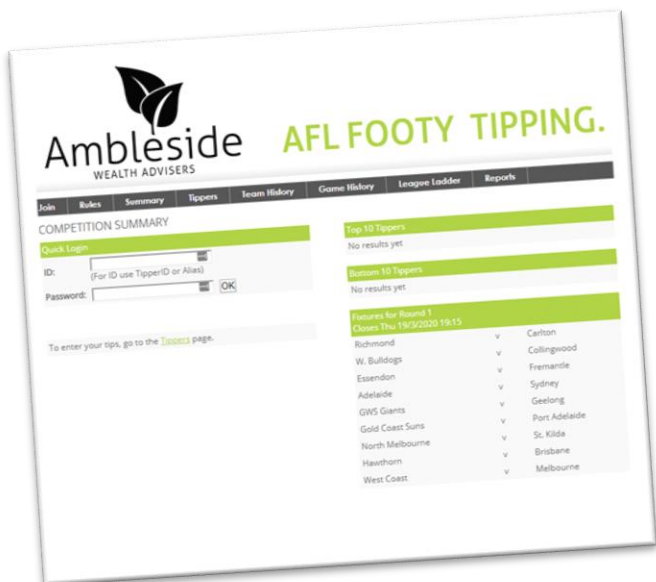 Ambleside
WEALTH ADVISERS
AFL FOOTY TIPPING.
Join Rules Summary Tippers Team History Game History League Ladder Reports
COMPETITION SUMMARY
Quick Login
ID:
(For ID use TipperID or Alias)
Password: OK
To enter your tips, go to the Tippers page.
Top 10 Tippers
No results yet
Bottom 10 Tippers
No results yet
Fixtures for Round 1
Closes Thu 19/3/2020 19:15
Richmond v Carlton
W. Bulldogs v Collingwood
Essendon v Fremantle
Adelaide v Sydney
GWS Giants v Geelong
Gold Coast Suns v Port Adelaide
North Melbourne v St. Kilda
Hawthorn v Brisbane
West Coast v Melbourne